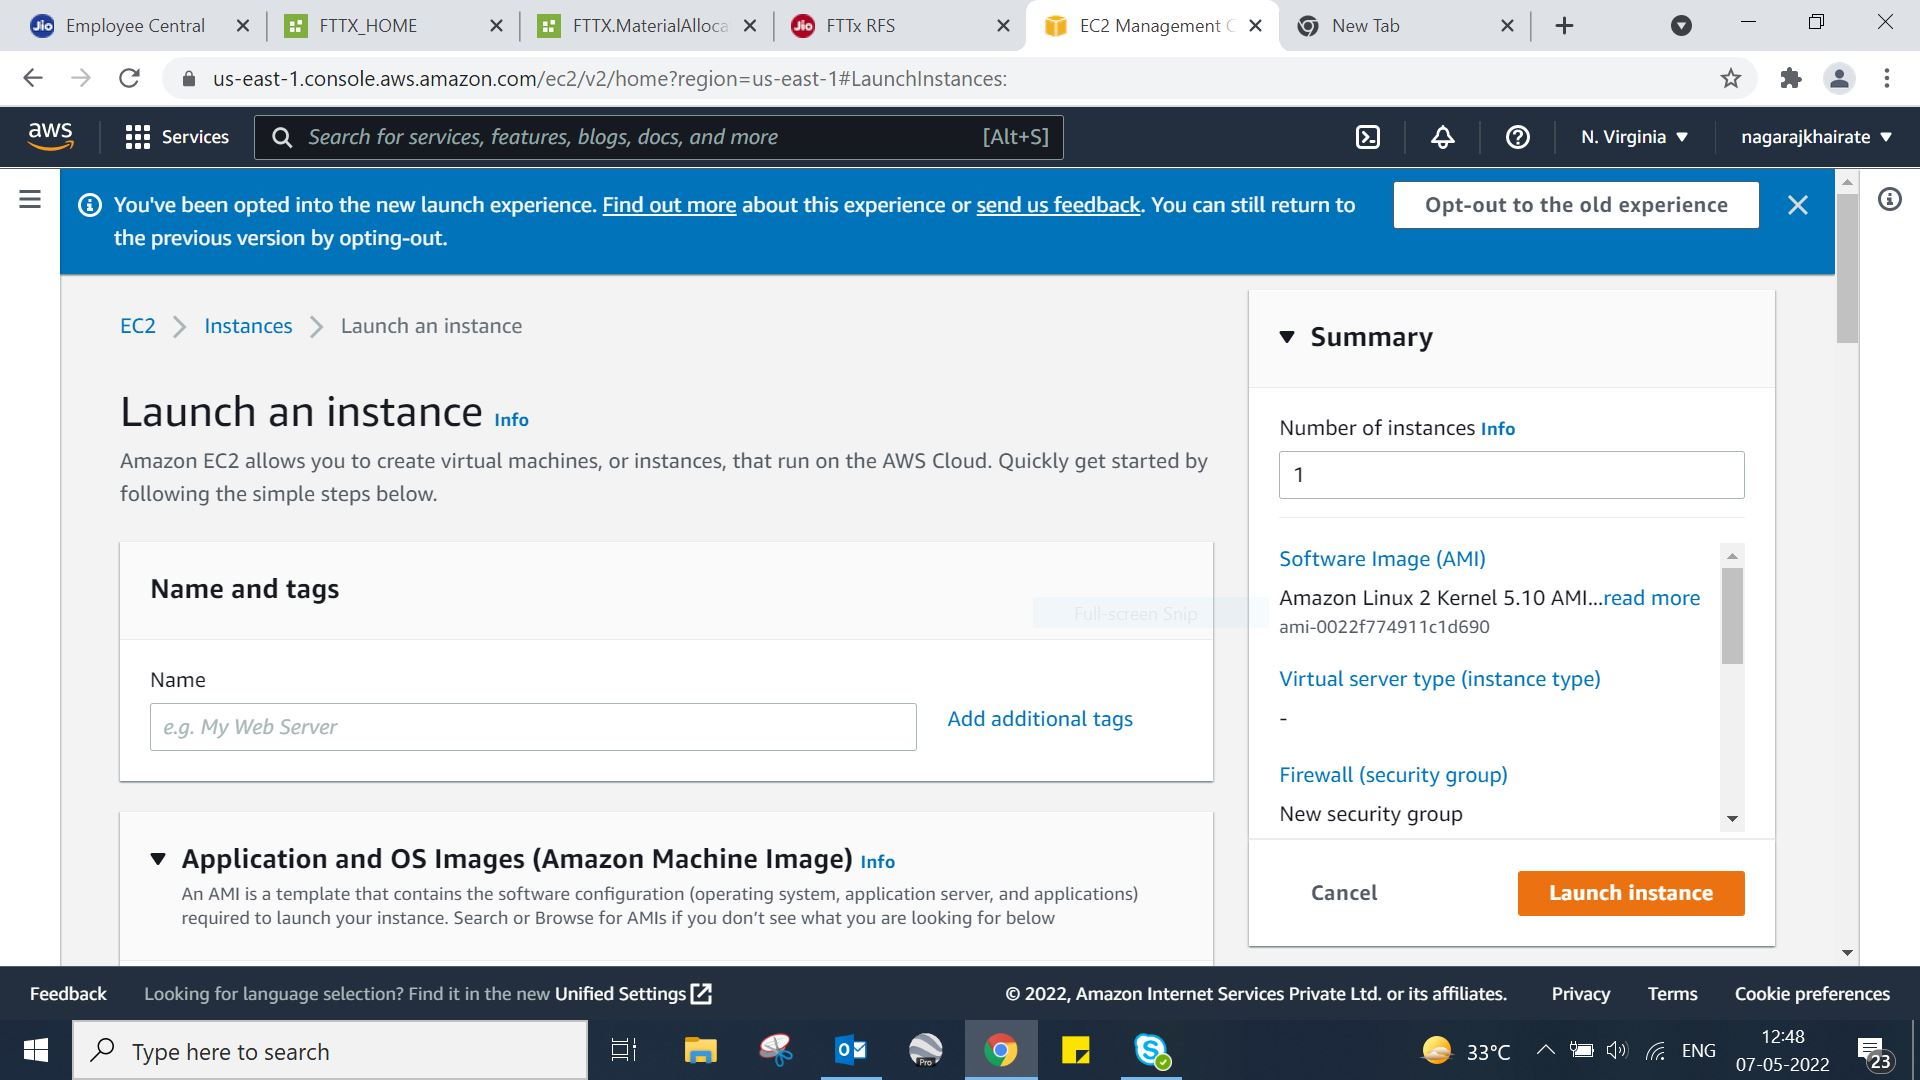 Jio Employee Central
FTTX_HOME
FTTX.MaterialAlloca
Jio FTTx RFS
EC2 Management C
New Tab
us-east-1.console.aws.amazon.com/ec2/v2/home?region=us-east-1#LaunchInstances:
aws
Services
Search for services, features, blogs, docs, and more [Alt+S]
N. Virginia
nagarajkhairate
You've been opted into the new launch experience. Find out more about this experience or send us feedback. You can still return to
the previous version by opting-out.
Opt-out to the old experience
EC2 Instances Launch an instance
Launch an instance Info
Amazon EC2 allows you to create virtual machines, or instances, that run on the AWS Cloud. Quickly get started by
following the simple steps below.
Name and tags
Full-screen Snip
Name
e.g. My Web Server
Add additional tags
Application and OS Images (Amazon Machine Image) Info
An AMI is a template that contains the software configuration (operating system, application server, and applications)
required to launch your instance. Search or Browse for AMIs if you don’t see what you are looking for below
Summary
Number of instances Info
1
Software Image (AMI)
Amazon Linux 2 Kernel 5.10 AMI...read more
ami-0022f774911c1d690
Virtual server type (instance type)
-
Firewall (security group)
New security group
Cancel
Launch instance
Feedback
Looking for language selection? Find it in the new Unified Settings
© 2022, Amazon Internet Services Private Ltd. or its affiliates.
Privacy
Terms
Cookie preferences
Type here to search
Pro
33°C
ENG
12:48
07-05-2022
23